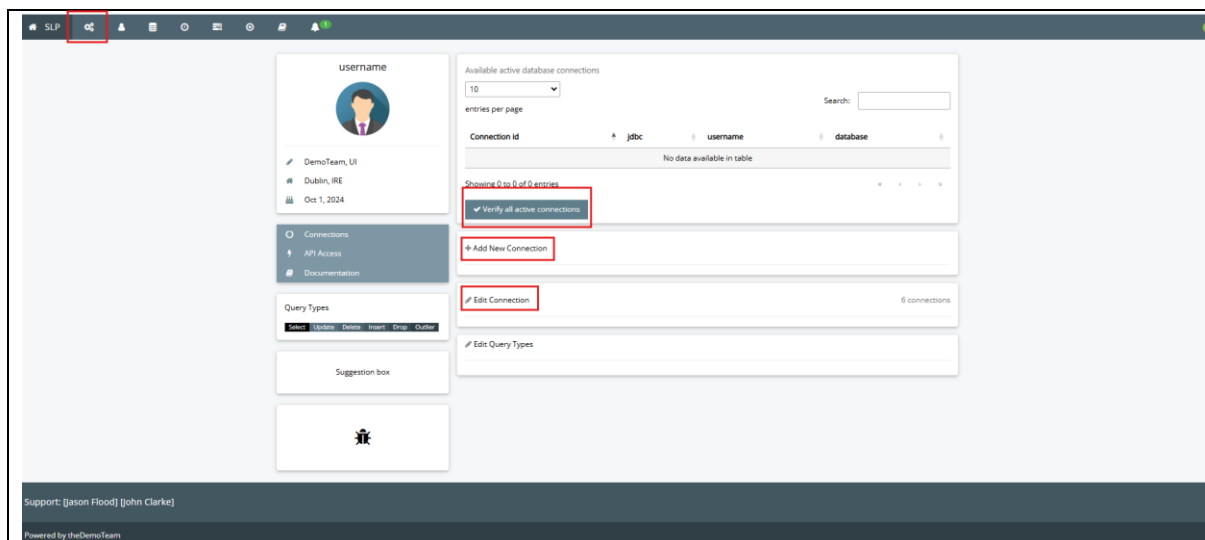 SLP
1
username
DemoTeam, UI
Dublin, IRE
Oct 1, 2024
Connections
API Access
Documentation
Query Types
Select Update Delete Insert Drop Outlier
Suggestion box
Available active database connections
10
entries per page
Search:
Connection id jdbc username database
No data available in table
Showing 0 to 0 of 0 entries
« ‹ › »
Verify all active connections
Add New Connection
Edit Connection 6 connections
Edit Query Types
Support: [Jason Flood] [John Clarke]
Powered by theDemoTeam